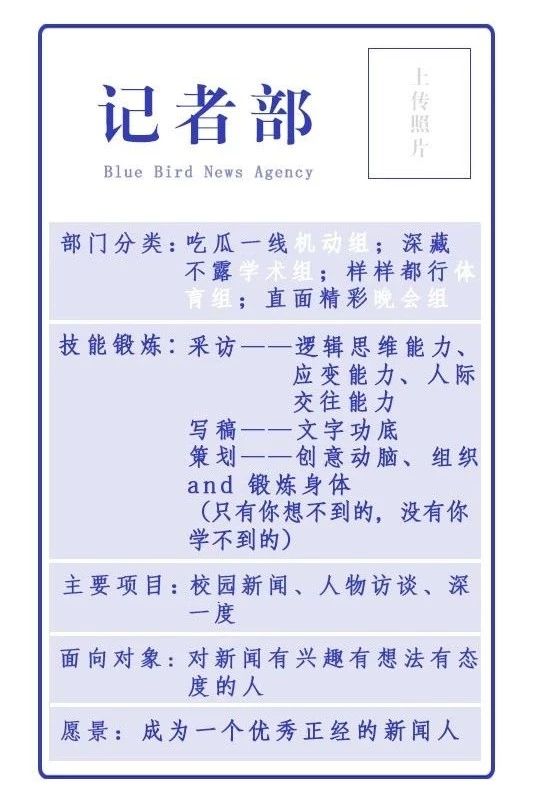 上传照片
记者部
Blue Bird News Agency
部门分类：吃瓜一线机动组；深藏
不露学术组；样样都行体
育组；直面精彩晚会组
技能锻炼：采访——逻辑思维能力、
应变能力、人际
交往能力
写稿——文字功底
策划——创意动脑、组织
and 锻炼身体
（只有你想不到的，没有你
学不到的）
主要项目：校园新闻、人物访谈、深
一度
面向对象：对新闻有兴趣有想法有态
度的人
愿景：成为一个优秀正经的新闻人